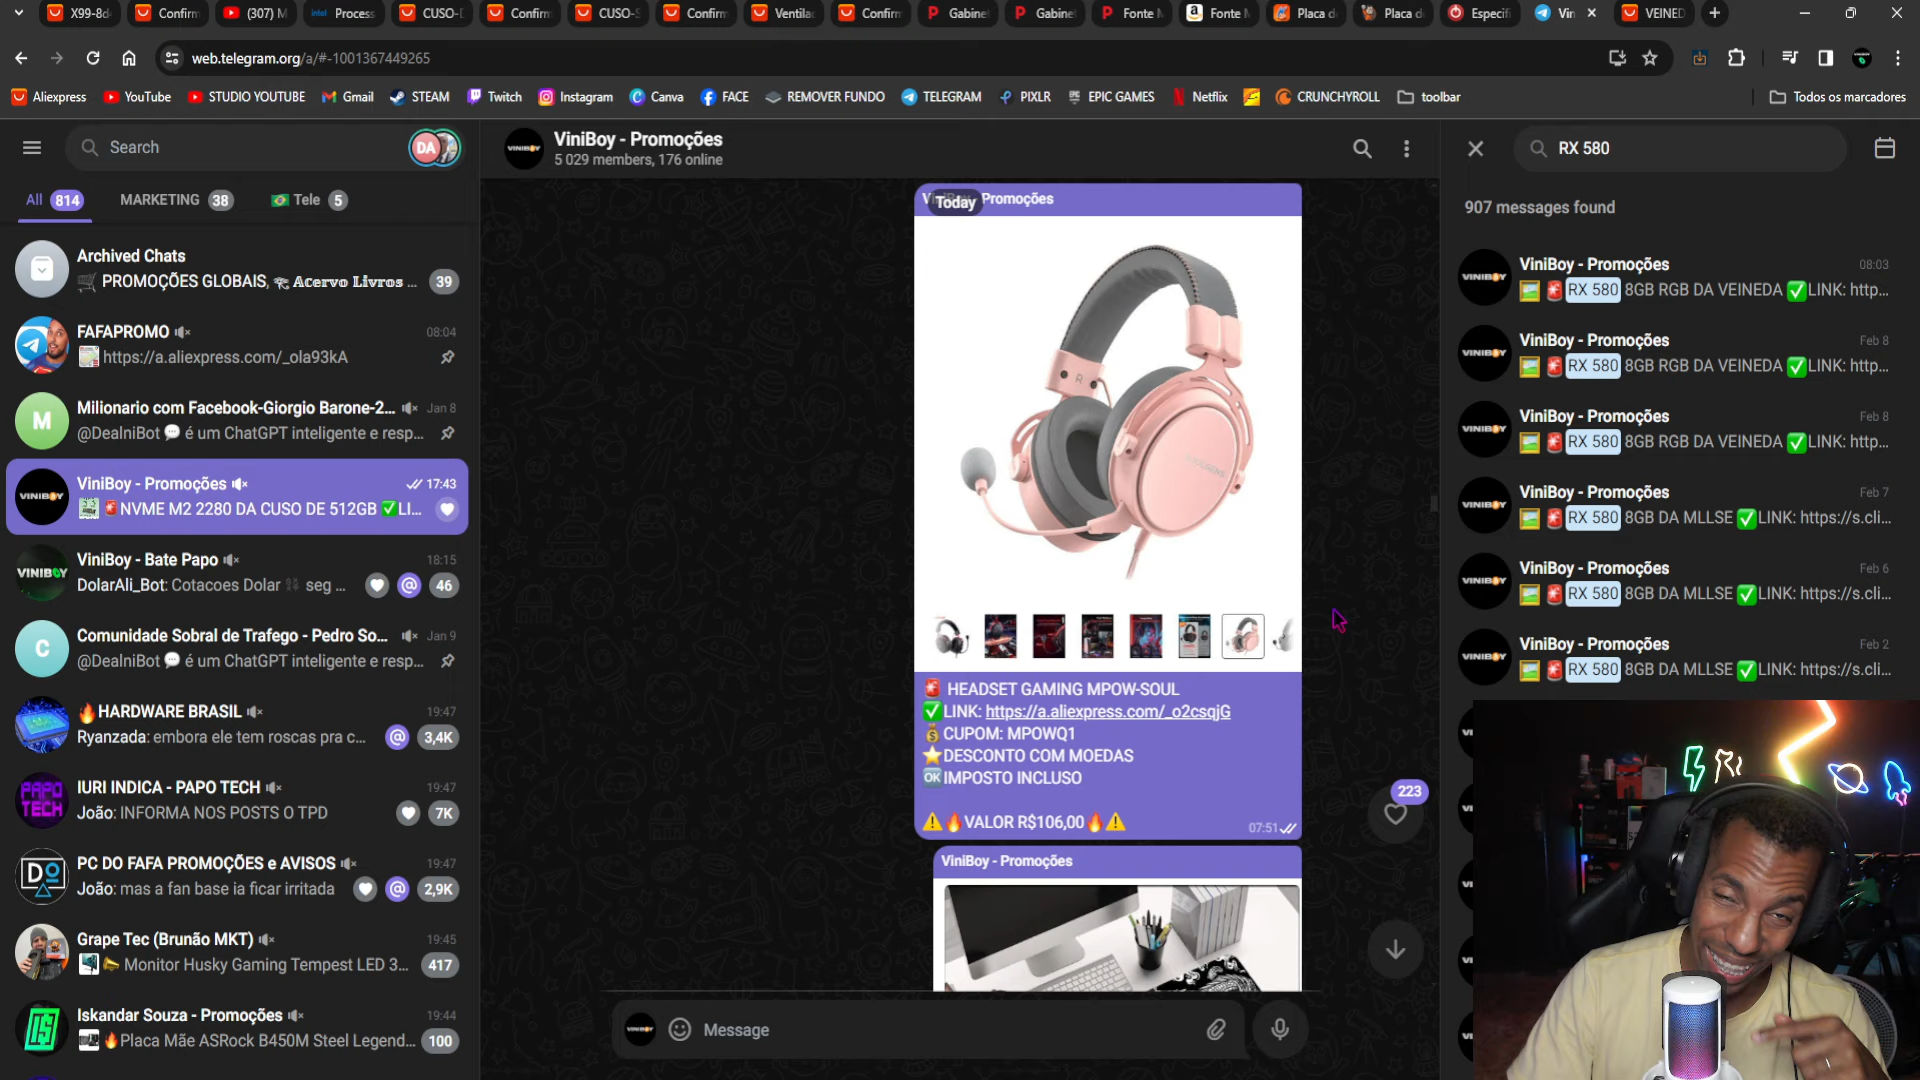 X99-8d
Confirm
(307) M
Process
CUSO-D
Confirm
CUSO-S
Confirm
Ventila
Confirm
Gabine
Gabine
Fonte M
Fonte
Placa d
Placa d
Especifi
Vin
VEINED
web.telegram.org/a/#-1001367449265
Aliexpress
YouTube
STUDIO YOUTUBE
Gmail
STEAM
Twitch
Instagram
Canva
FACE
REMOVER FUNDO
TELEGRAM
PIXLR
EPIC GAMES
Netflix
CRUNCHYROLL
toolbar
Todos os marcadores
Search
DA
All 814
MARKETING 38
🇧🇷 Tele 5
Archived Chats
🛒 PROMOÇÕES GLOBAIS, Acervo Livros ... 39
FAFAPROMO 08:04
https://a.aliexpress.com/_ola93kA
M
Milionario com Facebook-Giorgio Barone-2... Jan 8
@DealniBot 💬 é um ChatGPT inteligente e resp...
VINIBOY
ViniBoy - Promoções 17:43
🚨NVME M2 2280 DA CUSO DE 512GB ✅LI...
VINIBOY
ViniBoy - Bate Papo 18:15
DolarAli_Bot: Cotacoes Dolar seg ... @ 46
C
Comunidade Sobral de Trafego - Pedro So... Jan 9
@DealniBot 💬 é um ChatGPT inteligente e resp...
🔥HARDWARE BRASIL 19:47
Ryanzada: embora ele tem roscas pra c... @ 3,4K
PAPO TECH
IURI INDICA - PAPO TECH 19:47
João: INFORMA NOS POSTS O TPD 7K
PC DO FAFA PROMOÇÕES e AVISOS 19:47
João: mas a fan base ia ficar irritada @ 2,9K
Grape Tec (Brunão MKT) 19:45
Monitor Husky Gaming Tempest LED 3... 417
Iskandar Souza - Promoções 19:44
🔥Placa Mãe ASRock B450M Steel Legend... 100
VINIBOY
ViniBoy - Promoções
5 029 members, 176 online
Promoções
Today
R
🚨 HEADSET GAMING MPOW-SOUL
✅LINK: https://a.aliexpress.com/_o2csqjG
💰CUPOM: MPOWQ1
⭐DESCONTO COM MOEDAS
🆗IMPOSTO INCLUSO
⚠️🔥VALOR R$106,00🔥⚠️
07:51
ViniBoy - Promoções
223
Message
RX 580
907 messages found
VINIBOY
ViniBoy - Promoções 08:03
🖼️ 🚨RX 580 8GB RGB DA VEINEDA ✅LINK: http...
VINIBOY
ViniBoy - Promoções Feb 8
🖼️ 🚨RX 580 8GB RGB DA VEINEDA ✅LINK: http...
VINIBOY
ViniBoy - Promoções Feb 8
🖼️ 🚨RX 580 8GB RGB DA VEINEDA ✅LINK: http...
VINIBOY
ViniBoy - Promoções Feb 7
🖼️ 🚨RX 580 8GB DA MLLSE ✅LINK: https://s.cli...
VINIBOY
ViniBoy - Promoções Feb 6
🖼️ 🚨RX 580 8GB DA MLLSE ✅LINK: https://s.cli...
VINIBOY
ViniBoy - Promoções Feb 2
🖼️ 🚨RX 580 8GB DA MLLSE ✅LINK: https://s.cli...